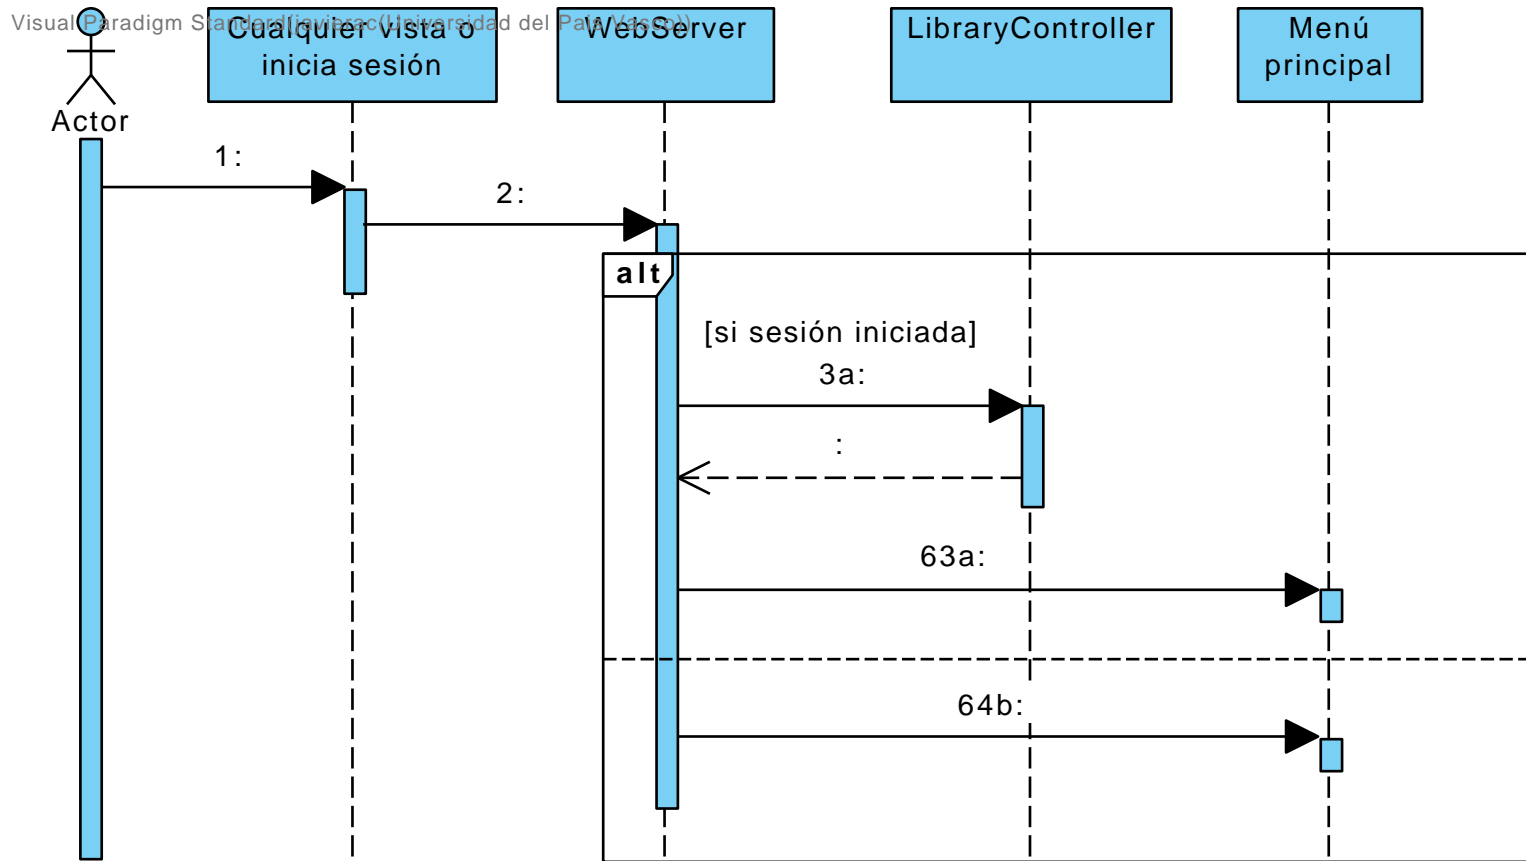 Visual Paradigm Standard(javierac(Universidad del País Vasco))
Cualquier vista o
inicia sesión
WebServer
LibraryController
Menú
principal
Actor
1:
2:
alt
[si sesión iniciada]
3a:
:
63a:
64b: